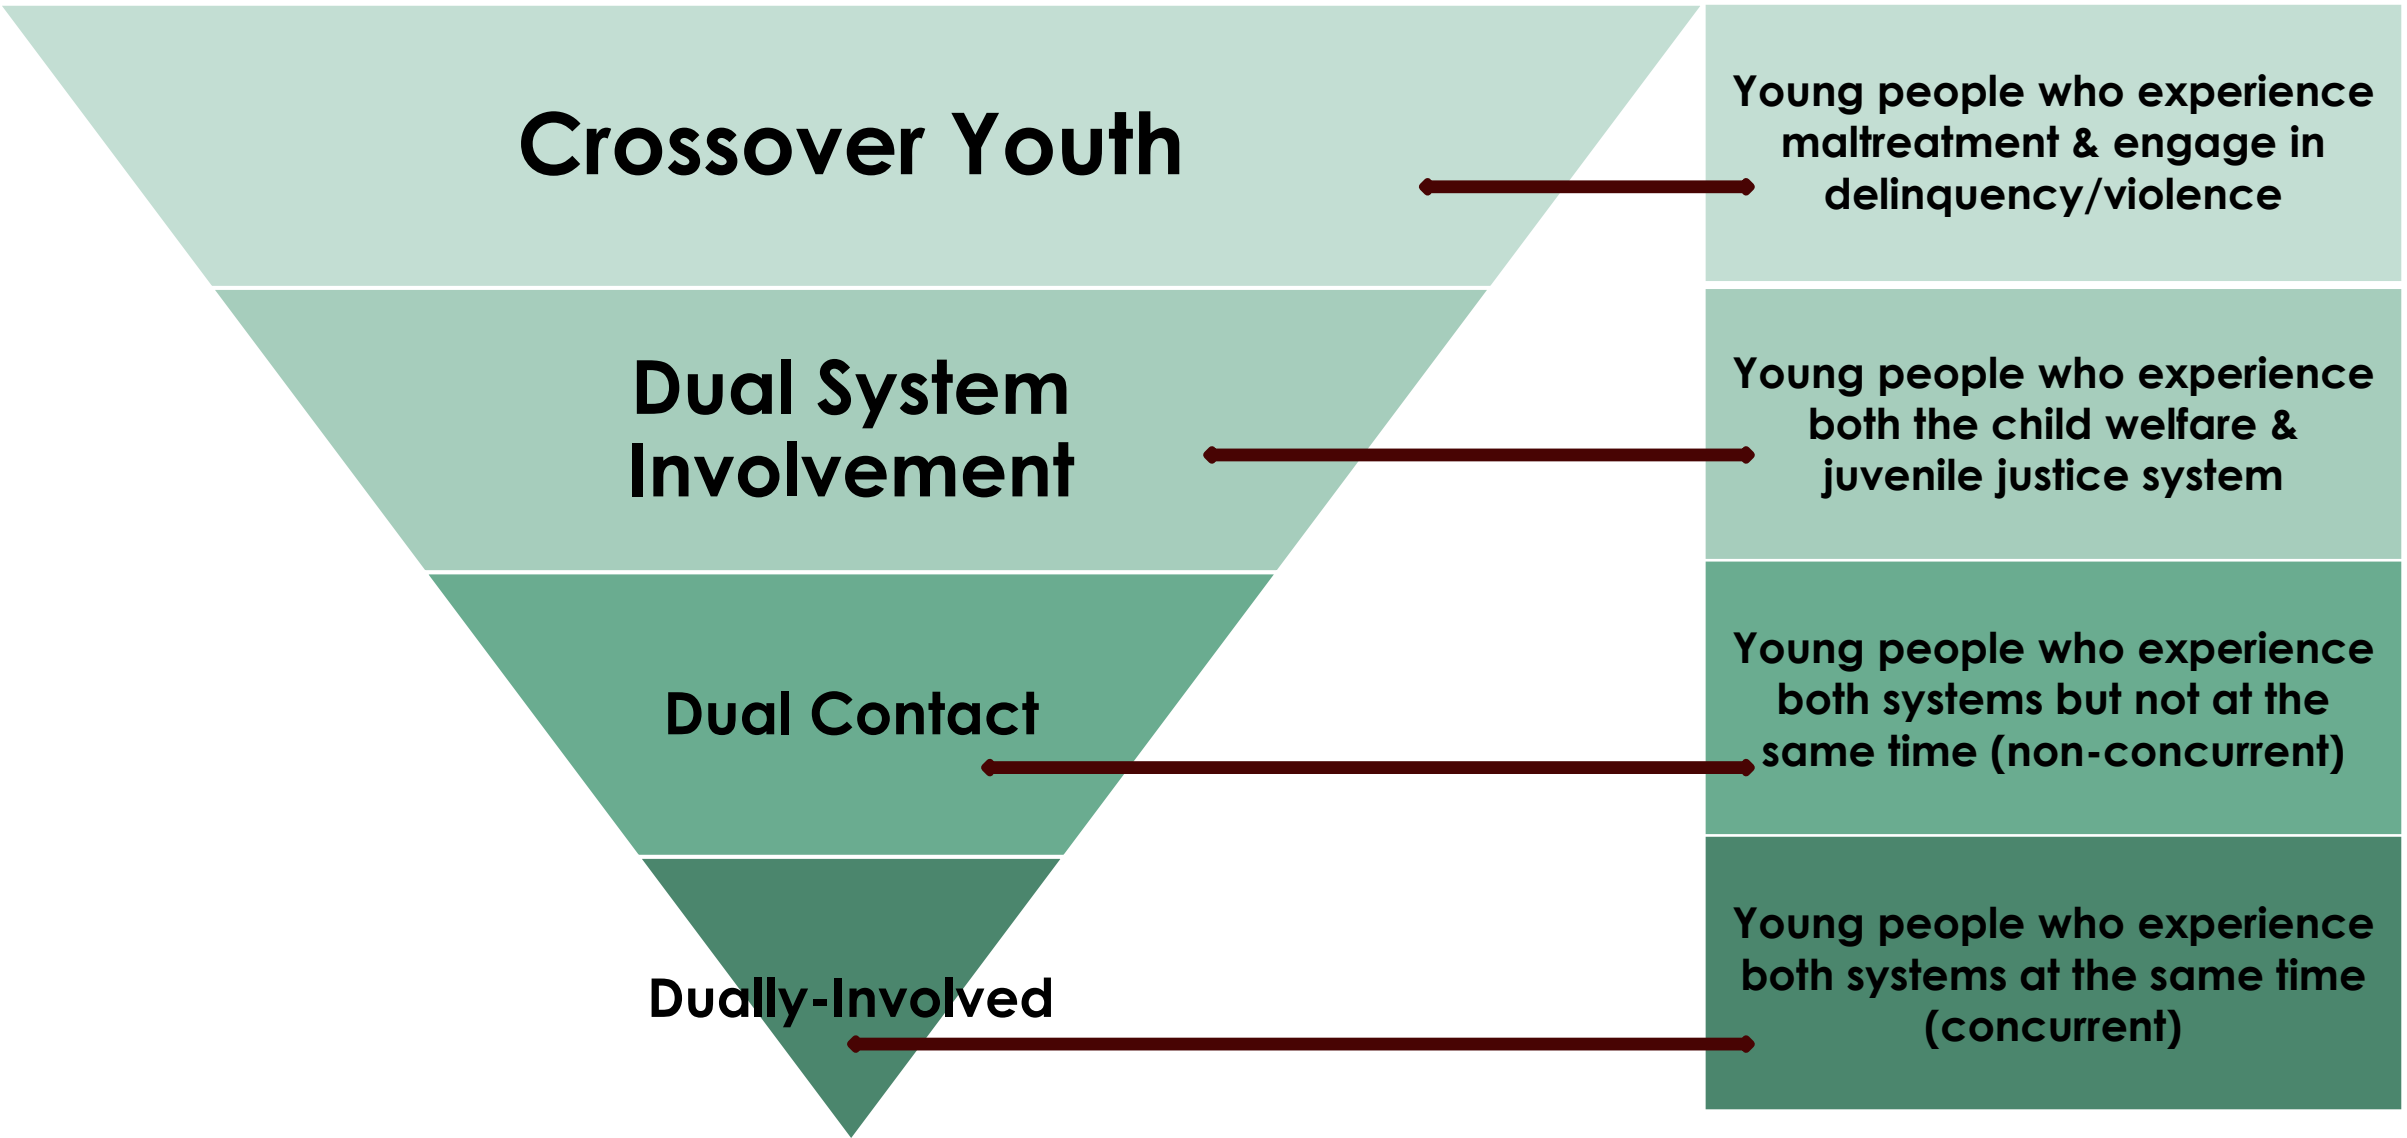 Crossover Youth
Young people who experience
maltreatment & engage in
delinquency/violence
Dual System
Involvement
Young people who experience
both the child welfare &
juvenile justice system
Dual Contact
Young people who experience
both systems but not at the
same time (non-concurrent)
Dually-Involved
Young people who experience
both systems at the same time
(concurrent)